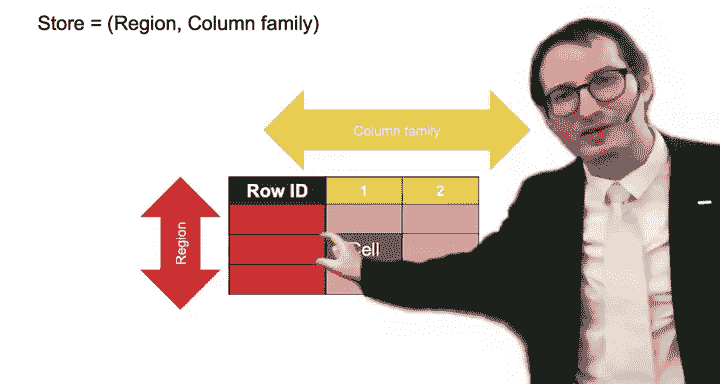 Store = (Region, Column family)
Column family
Row ID 1 2
Region
Cell